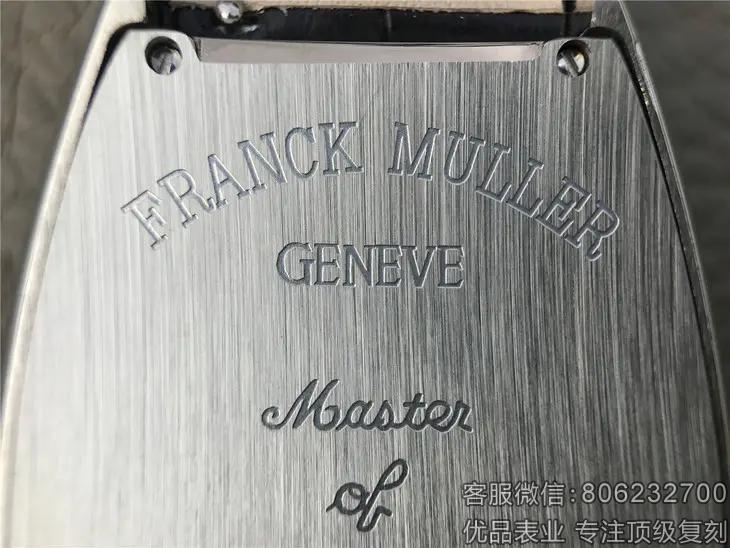 FRANCK MULLER
GENEVE
Master
of
客服微信:806232700
优品表业 专注顶级复刻